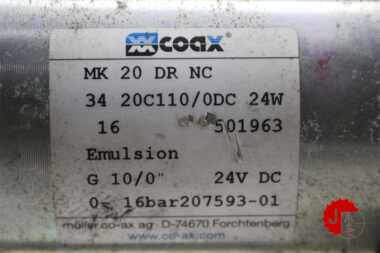 coax®
MK 20 DR NC
34 20C110/0DC 24W
16 501963
Emulsion
G 10/0" 24V DC
0- 16bar207593-01
müller co-ax ag · D-74670 Forchtenberg
www.co-ax.com